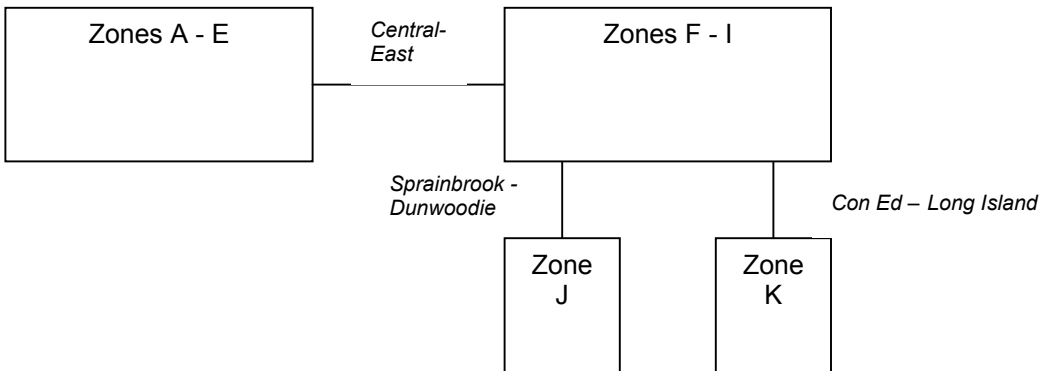 Zones A - E
Central-
East
Zones F - I
Sprainbrook -
Dunwoodie
Con Ed – Long Island
Zone
J
Zone
K